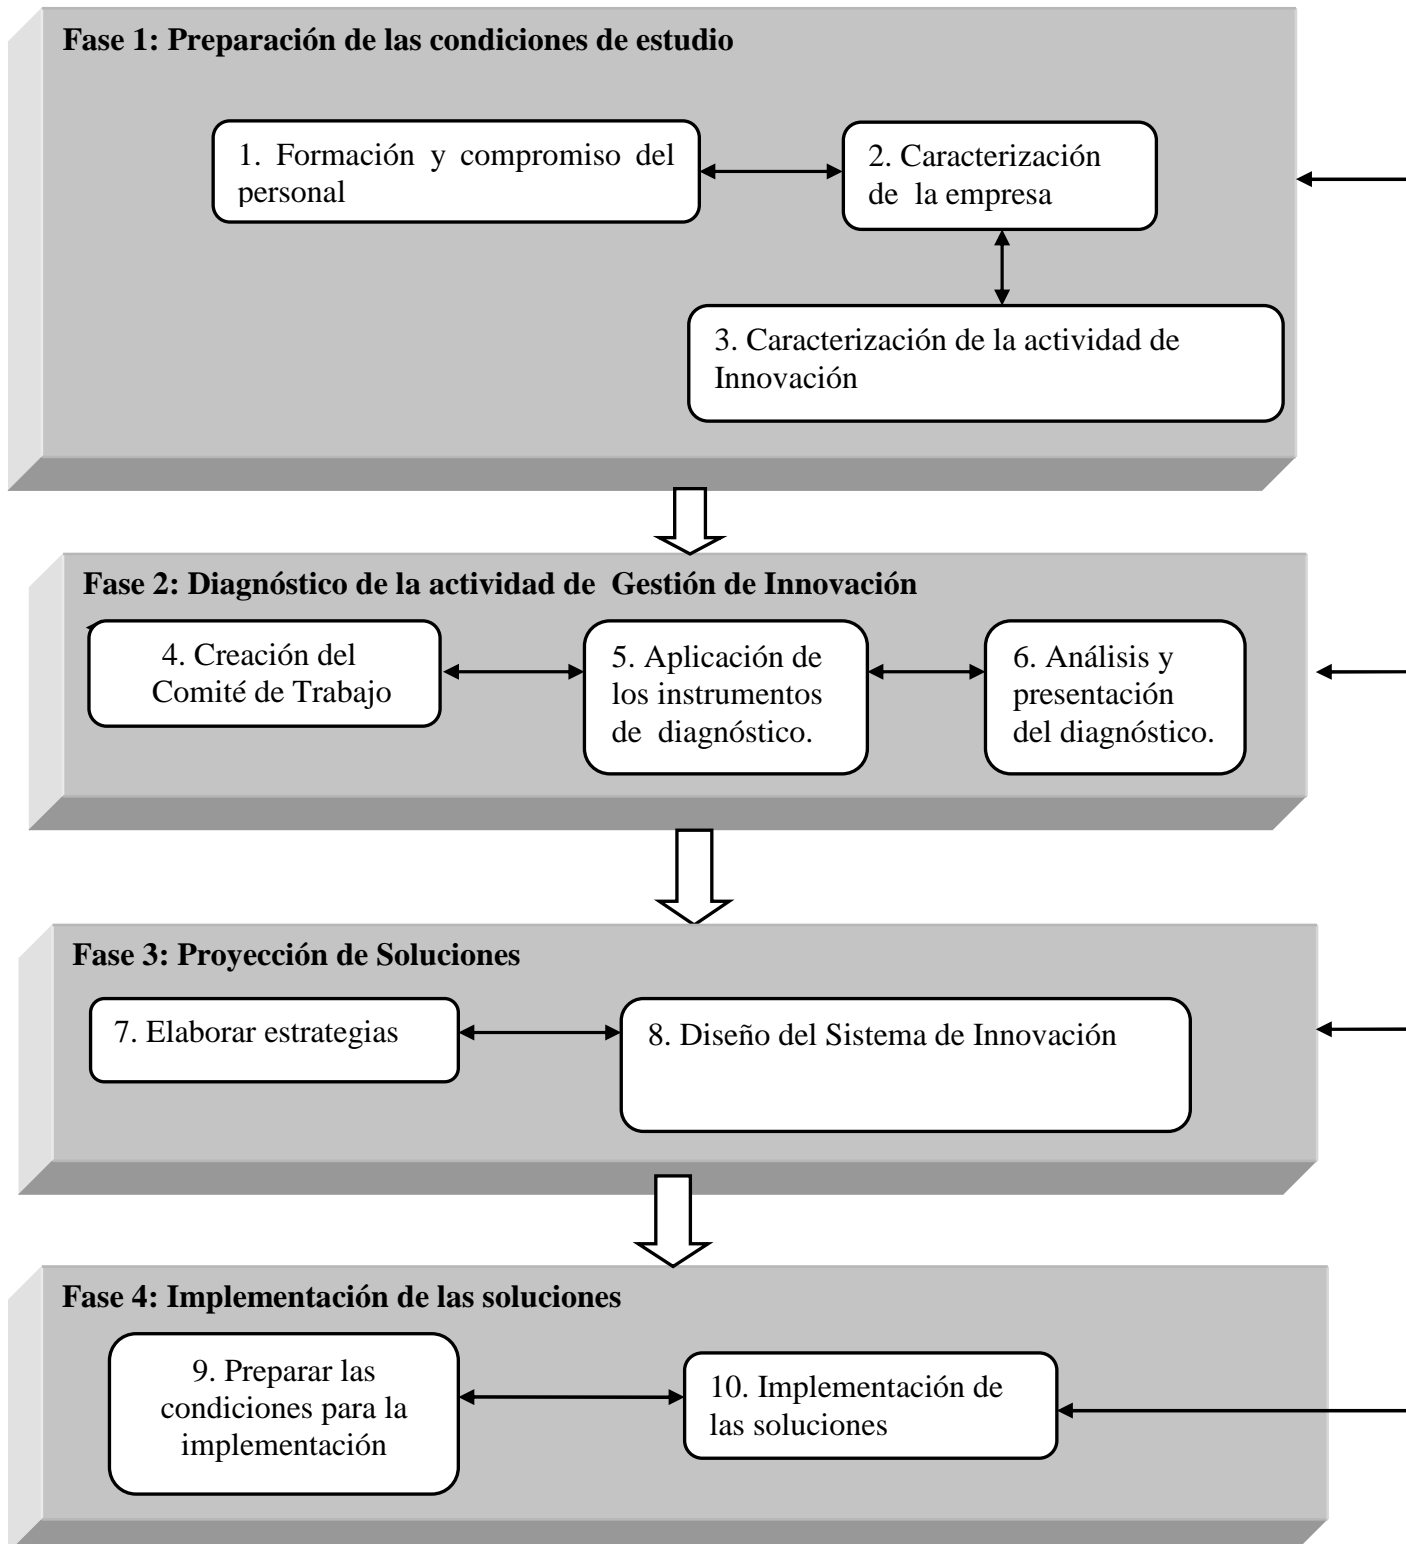 Fase 1: Preparación de las condiciones de estudio
1. Formación y compromiso del
personal
2. Caracterización
de la empresa
3. Caracterización de la actividad de
Innovación
Fase 2: Diagnóstico de la actividad de Gestión de Innovación
4. Creación del
Comité de Trabajo
5. Aplicación de
los instrumentos
de diagnóstico.
6. Análisis y
presentación
del diagnóstico.
Fase 3: Proyección de Soluciones
7. Elaborar estrategias
8. Diseño del Sistema de Innovación
Fase 4: Implementación de las soluciones
9. Preparar las
condiciones para la
implementación
10. Implementación de
las soluciones